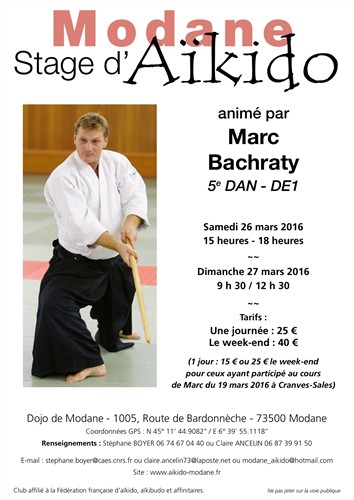 Modane
Stage d'Aïkido
animé par
Marc
Bachraty
5e DAN - DE1
Samedi 26 mars 2016
15 heures - 18 heures
~~
Dimanche 27 mars 2016
9 h 30 / 12 h 30
~~
Tarifs :
Une journée : 25 €
Le week-end : 40 €
(1 jour : 15 € ou 25 € le week-end
pour ceux ayant participé au cours
de Marc du 19 mars 2016 à Cranves-Sales)
Dojo de Modane - 1005, Route de Bardonnèche - 73500 Modane
Coordonnées GPS : N 45° 11' 44.9082'' / E 6° 39' 55.1118''
Renseignements : Stéphane BOYER 06 74 67 04 40 ou Claire ANCELIN 06 87 39 91 50
E-mail : stephane.boyer@caes.cnrs.fr ou claire.ancelin73@laposte.net ou modane_aikido@hotmail.com
Site : www.aikido-modane.fr
Club affilié à la Fédération française d'aïkido, aïkibudo et affinitaires.
Ne pas jeter sur la voie publique